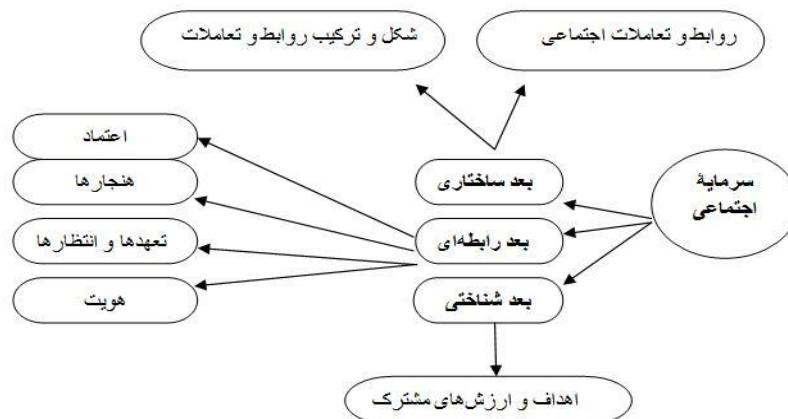 روابط و تعاملات اجتماعی
شکل و ترکیب روابط و تعاملات
سرمایۀ
اجتماعی
بعد ساختاری
بعد رابطه‌ای
بعد شناختی
اعتماد
هنجارها
تعهدها و انتظارها
هویت
اهداف و ارزش‌های مشترک